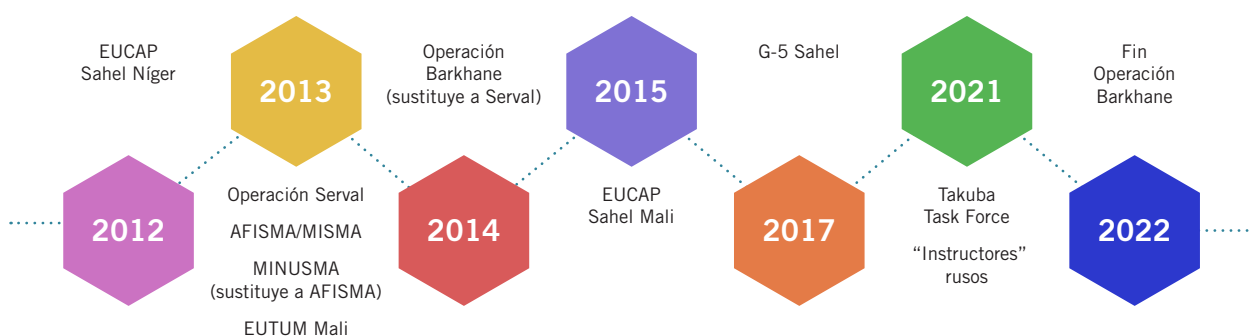 2012
EUCAP
Sahel Níger
2013
Operación Serval
AFISMA/MISMA
MINUSMA
(sustituye a AFISMA)
EUTUM Mali
2014
Operación
Barkhane
(sustituye a Serval)
2015
EUCAP
Sahel Mali
2017
G-5 Sahel
2021
Takuba
Task Force
“Instructores”
rusos
2022
Fin
Operación
Barkhane